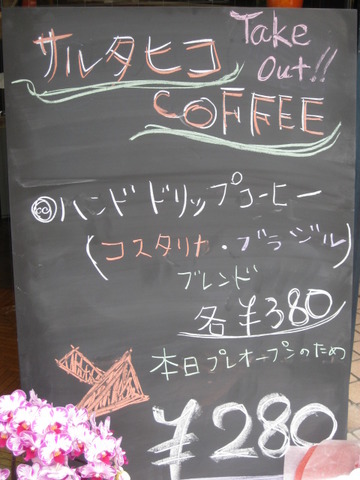 サルタヒコ Take Out!!
COFFEE
◎ハンドドリップコーヒー
(コスタリカ・ブラジル)
ブレンド
各¥380
本日プレオープンのため
¥280